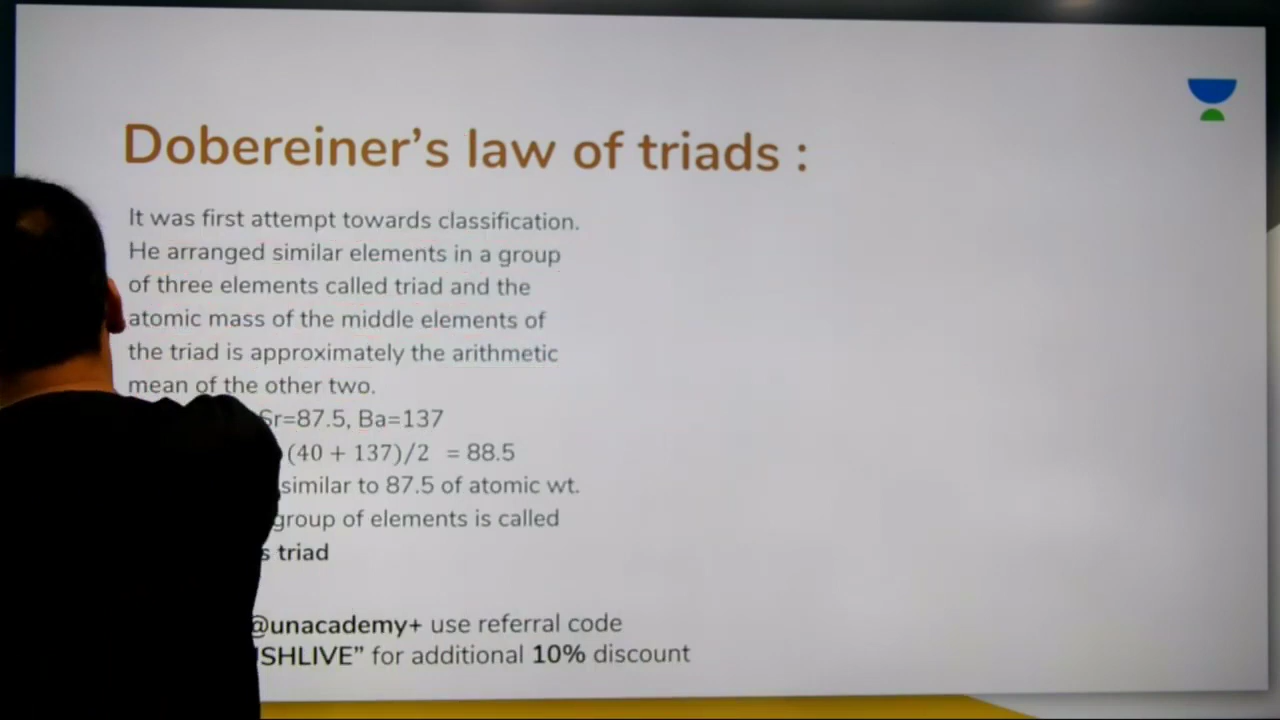 Dobereiner's law of triads :
It was first attempt towards classification.
He arranged similar elements in a group
of three elements called triad and the
atomic mass of the middle elements of
the triad is approximately the arithmetic
mean of the other two.
Sr=87.5, Ba=137
(40 + 137)/2 = 88.5
similar to 87.5 of atomic wt.
group of elements is called
triad
@unacademy+ use referral code
for additional 10% discount